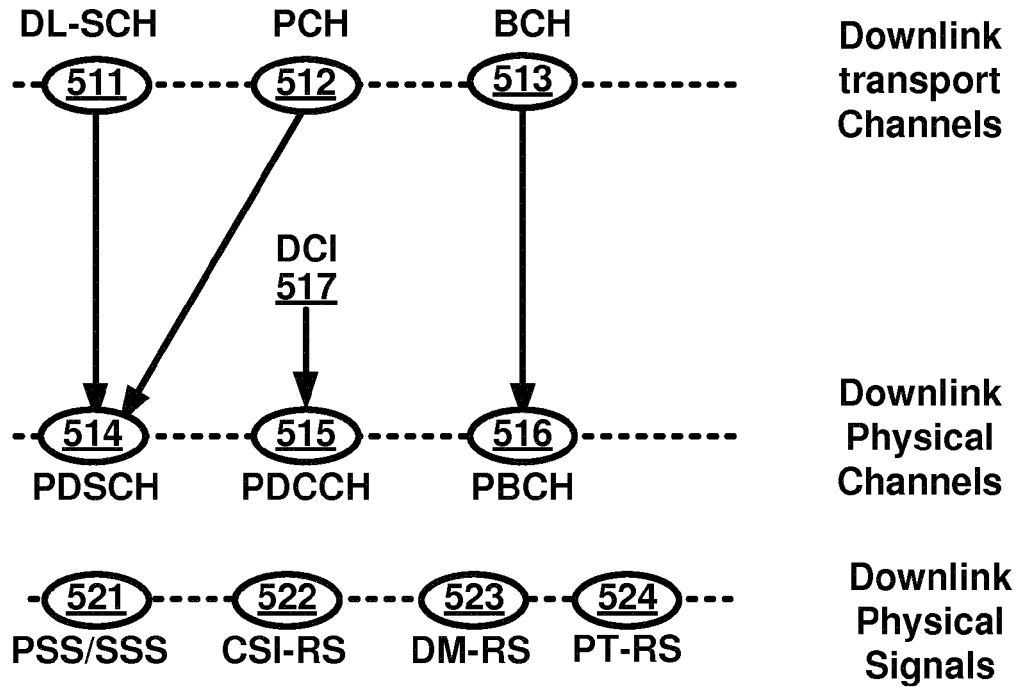 DL-SCH PCH BCH
Downlink
transport
Channels
511 512 513
DCI
517
Downlink
Physical
Channels
514 515 516
PDSCH PDCCH PBCH
Downlink
Physical
Signals
521 522 523 524
PSS/SSS CSI-RS DM-RS PT-RS